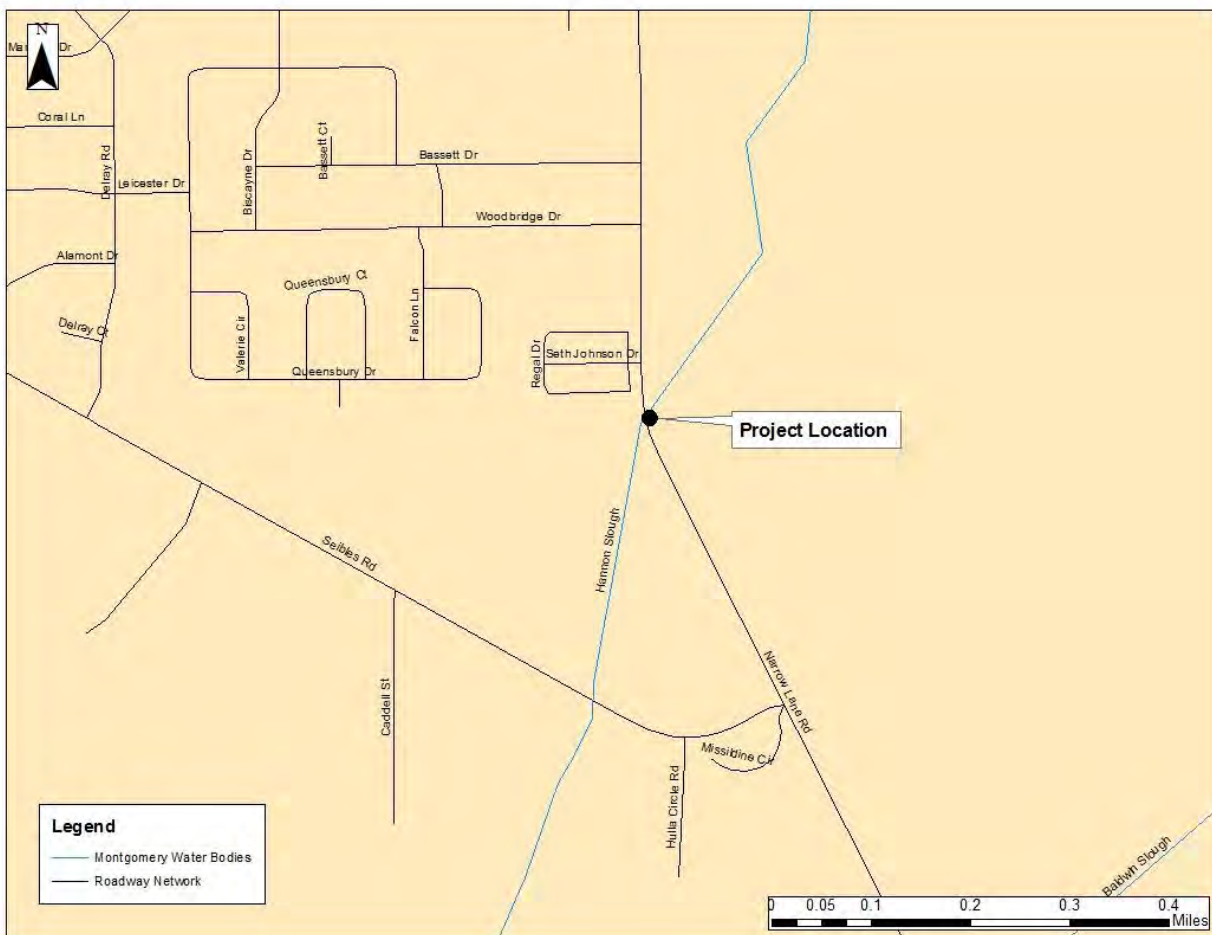 N
Dr
Coral Ln
Delray Rd
Leicester Dr
Biscayne Dr
Bassett Ct
Bassett Dr
Woodbridge Dr
Alamont Dr
Delray Ct
Queensbury Ct
Valerie Cir
Falcon Ln
Queensbury Dr
Regal Dr
Seth Johnson Dr
Project Location
Hannon Slough
Seibles Rd
Caddell St
Narrow Lane Rd
Missildine Cir
Hulla Circle Rd
Baldwin Slough
Legend
Montgomery Water Bodies
Roadway Network
0 0.05 0.1 0.2 0.3 0.4
Miles